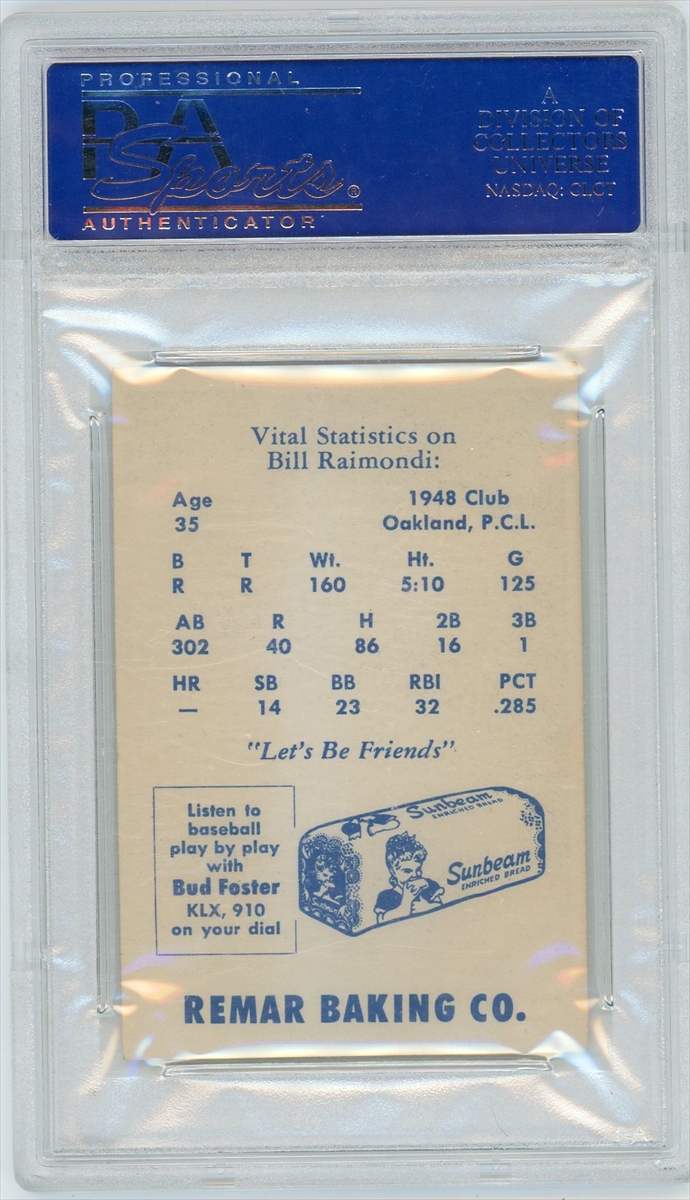 PROFESSIONAL
PSA
Sports®
AUTHENTICATOR
A
DIVISION OF
COLLECTORS
UNIVERSE
NASDAQ: CLCT
Vital Statistics on
Bill Raimondi:
Age 1948 Club
35 Oakland, P.C.L.
B T Wt. Ht. G
R R 160 5:10 125
AB R H 2B 3B
302 40 86 16 1
HR SB BB RBI PCT
— 14 23 32 .285
"Let's Be Friends"
Listen to
baseball
play by play
with
Bud Foster
KLX, 910
on your dial
Sunbeam
ENRICHED BREAD
Sunbeam
ENRICHED BREAD
Sunbeam
REMAR BAKING CO.